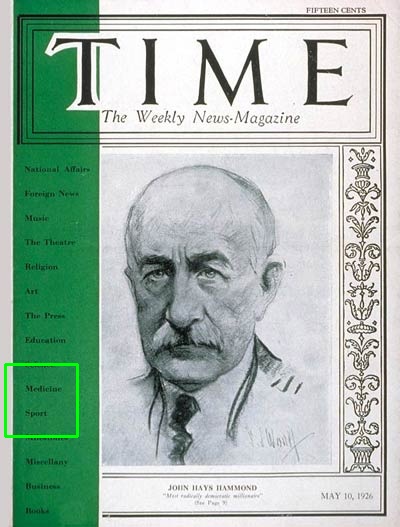 FIFTEEN CENTS
TIME
The Weekly News-Magazine
National Affairs
Foreign News
Music
The Theatre
Religion
Art
The Press
Education
Medicine
Sport
Miscellany
Business
Books
JOHN HAYS HAMMOND
"Most radically democratic millionaire"
(See Page 9)
MAY 10, 1926